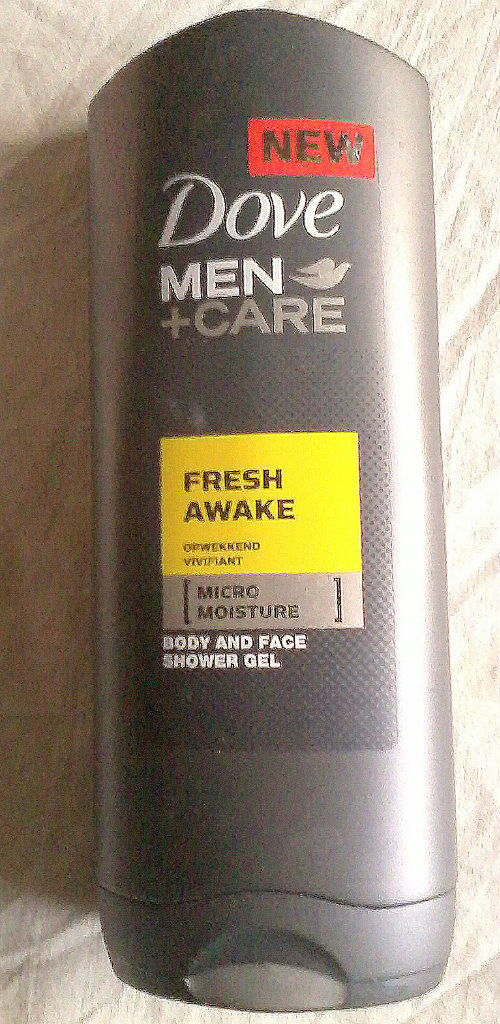 NEW
Dove
MEN
+CARE
FRESH
AWAKE
OPWEKKEND
VIVIFIANT
[MICRO
MOISTURE]
BODY AND FACE
SHOWER GEL